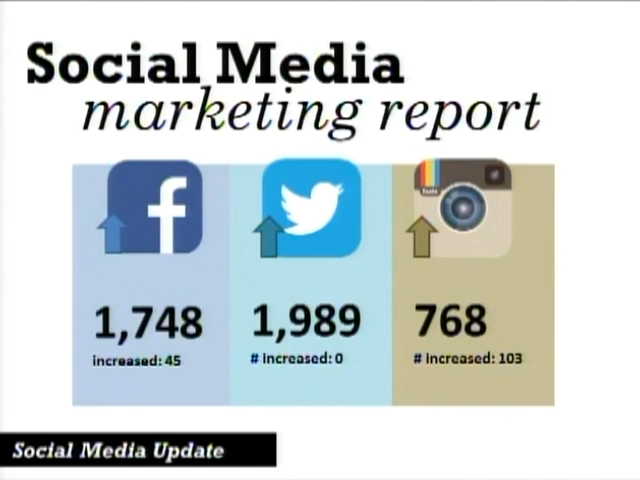 Social Media
marketing report
1,748
1,989
768
increased: 45
# increased: 0
# increased: 103
Social Media Update